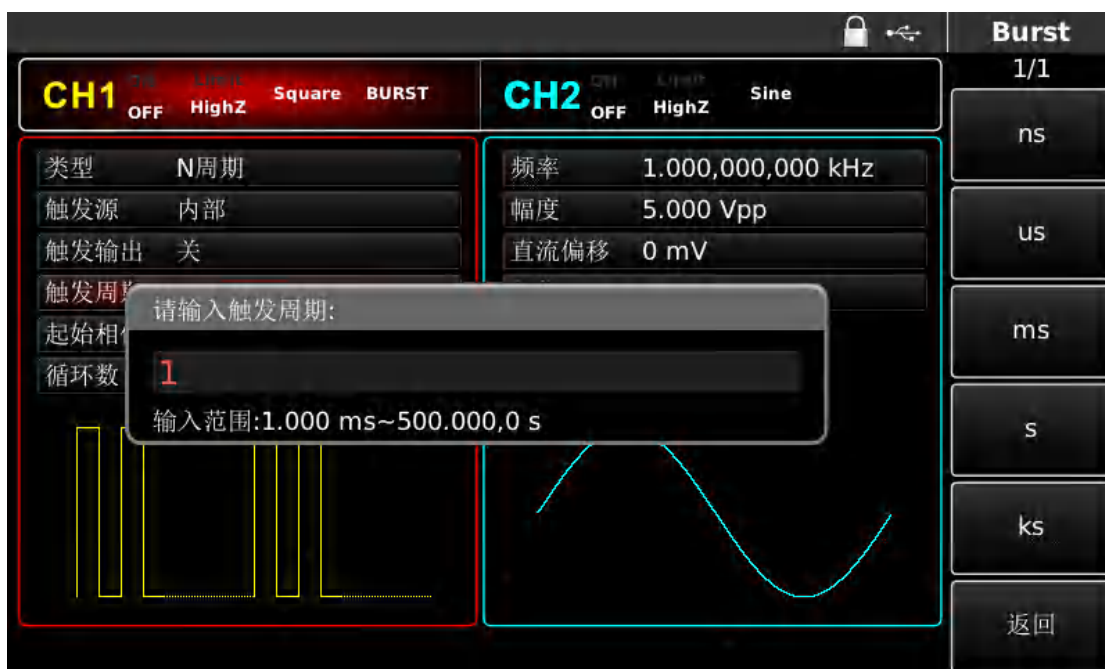 Burst
1/1
CH1 OFF HighZ Square BURST
CH2 OFF HighZ Sine
类型 N周期
触发源 内部
触发输出 关
触发周
起始相
循环数
频率 1.000,000,000 kHz
幅度 5.000 Vpp
直流偏移 0 mV
请输入触发周期:
1
输入范围:1.000 ms~500.000,0 s
ns
us
ms
s
ks
返回